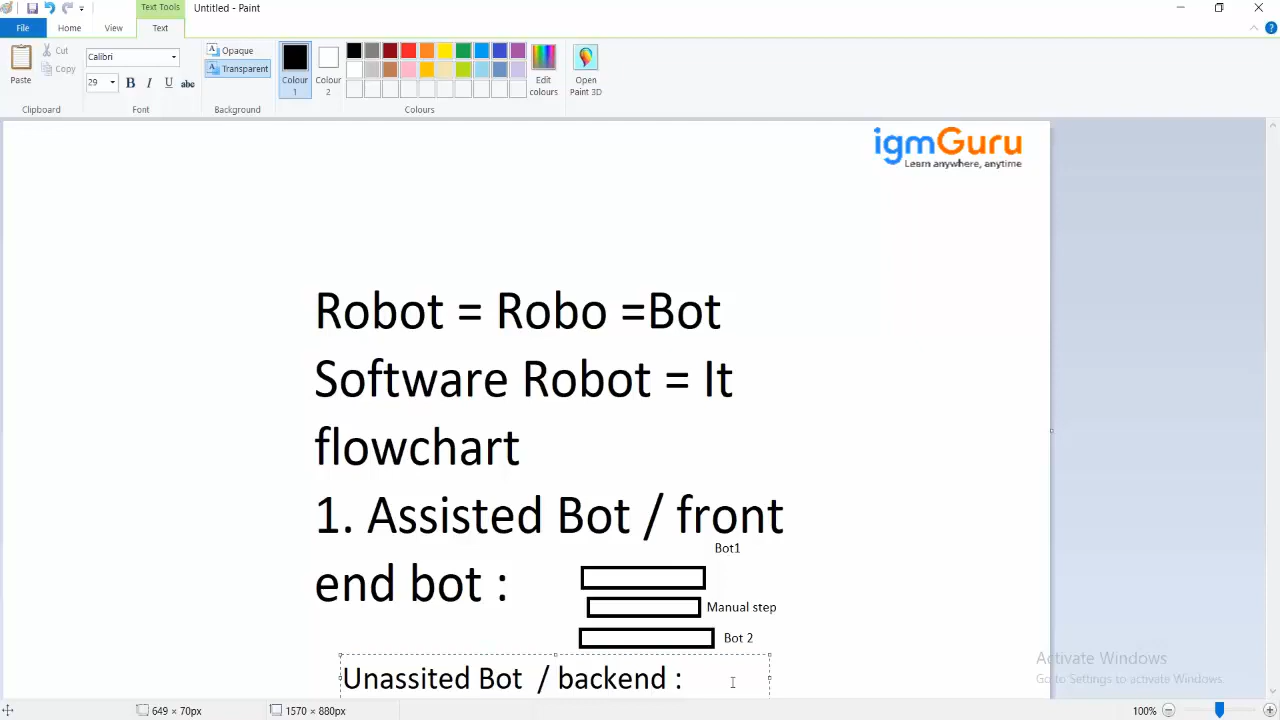 Untitled - Paint
Text Tools
File
Home
View
Text
Paste
Cut
Copy
Clipboard
Calibri
29
B I U abc
Font
Opaque
Transparent
Background
Colour 1
Colour 2
Edit colours
Open Paint 3D
Colours
igmGuru
Learn anywhere, anytime
Robot = Robo =Bot
Software Robot = It
flowchart
1. Assisted Bot / front
end bot :
Bot1
Manual step
Bot 2
Unassited Bot / backend :
Activate Windows
Go to Settings to activate Windows.
649 × 70px
1570 × 880px
100%